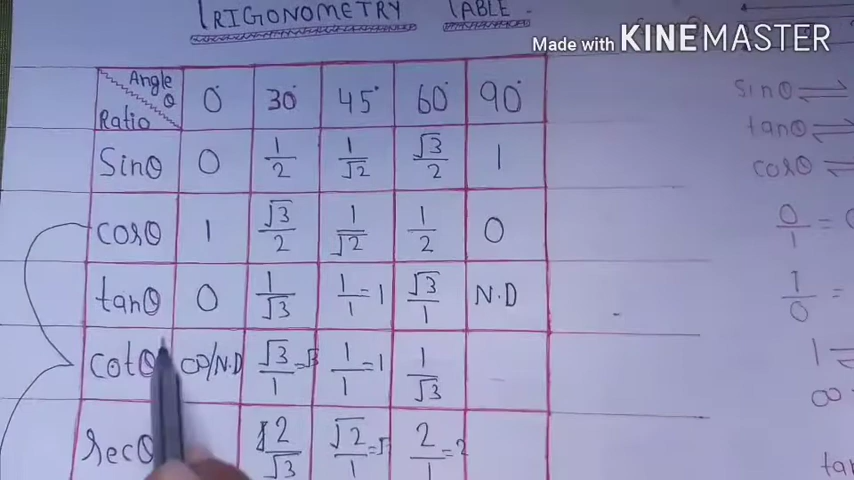 TRIGONOMETRY TABLE
Made with KINEMASTER
Angle θ Ratio 0° 30° 45° 60° 90°
Sinθ 0 1/2 1/√2 √3/2 1
cosθ 1 √3/2 1/√2 1/2 0
tanθ 0 1/√3 1/1=1 √3/1 N.D
cotθ ∞/N.D √3/1=√3 1/1=1 1/√3
Secθ 2/√3 √2/1=√ 2/1=2
Sinθ ⇌
tanθ ⇌
cosθ ⇌
0/1 =
1/0 =
1 ⇌
∞
tan